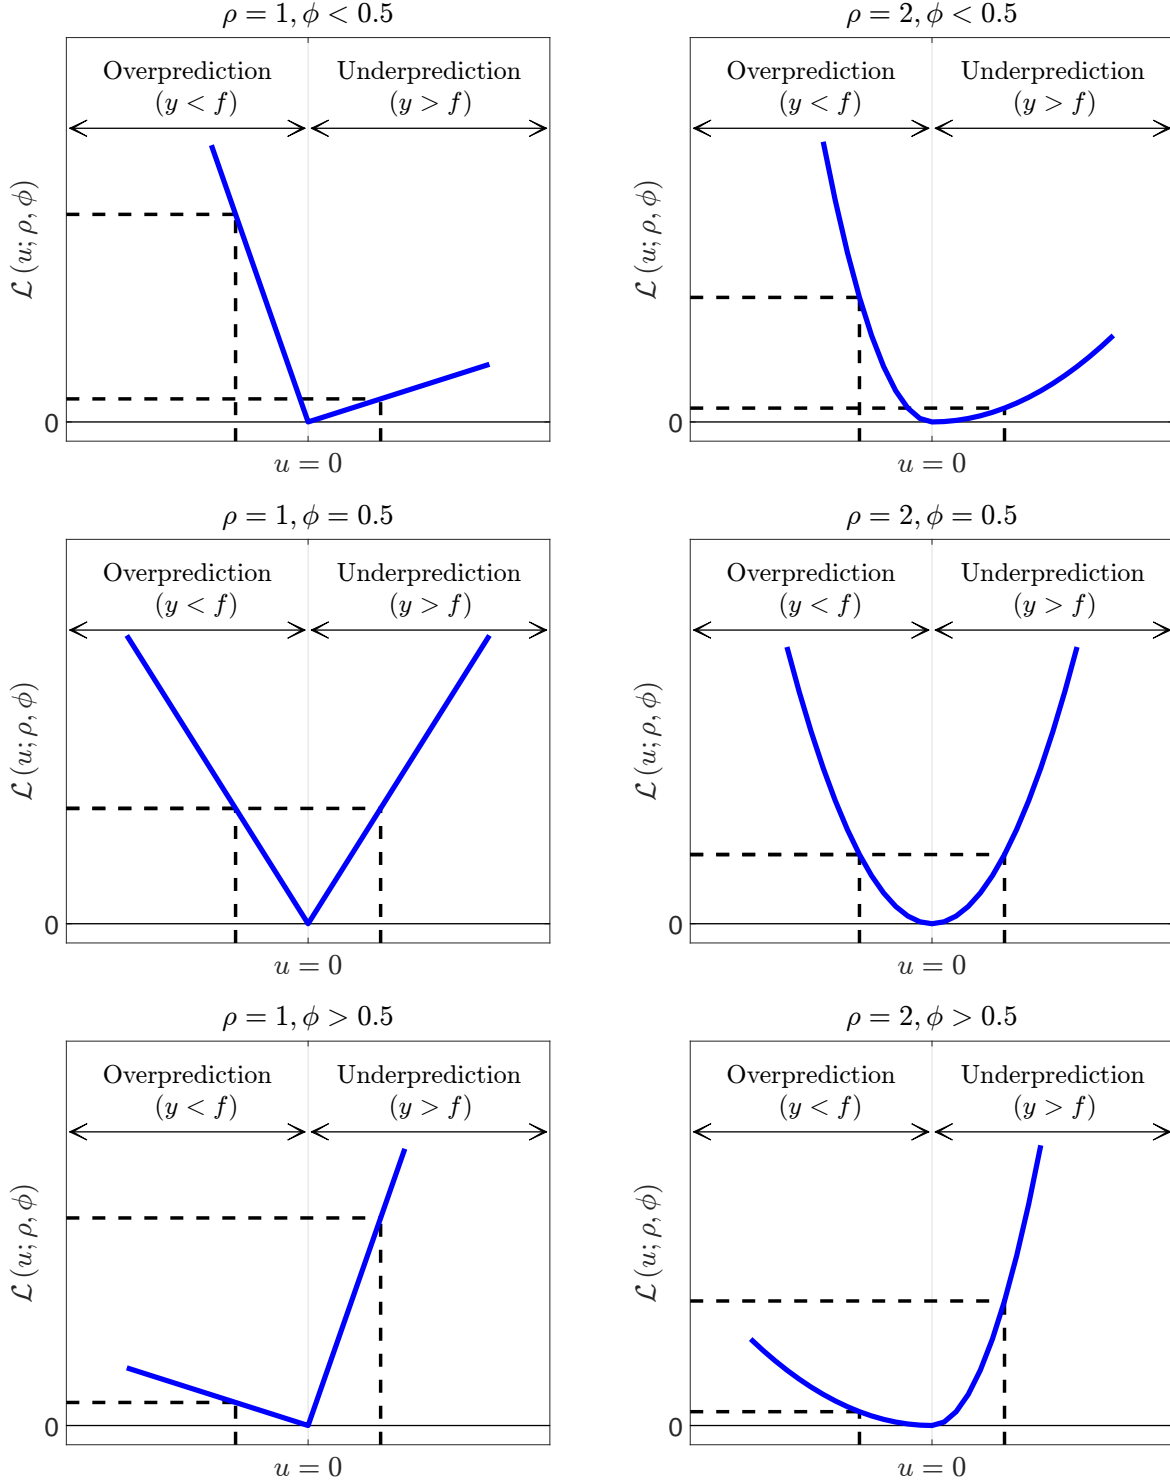 ρ = 1, ϕ < 0.5
Overprediction
(y < f)
Underprediction
(y > f)
ℒ (u; ρ, ϕ)
0
u = 0
ρ = 2, ϕ < 0.5
Overprediction
(y < f)
Underprediction
(y > f)
ℒ (u; ρ, ϕ)
0
u = 0
ρ = 1, ϕ = 0.5
Overprediction
(y < f)
Underprediction
(y > f)
ℒ (u; ρ, ϕ)
0
u = 0
ρ = 2, ϕ = 0.5
Overprediction
(y < f)
Underprediction
(y > f)
ℒ (u; ρ, ϕ)
0
u = 0
ρ = 1, ϕ > 0.5
Overprediction
(y < f)
Underprediction
(y > f)
ℒ (u; ρ, ϕ)
0
u = 0
ρ = 2, ϕ > 0.5
Overprediction
(y < f)
Underprediction
(y > f)
ℒ (u; ρ, ϕ)
0
u = 0